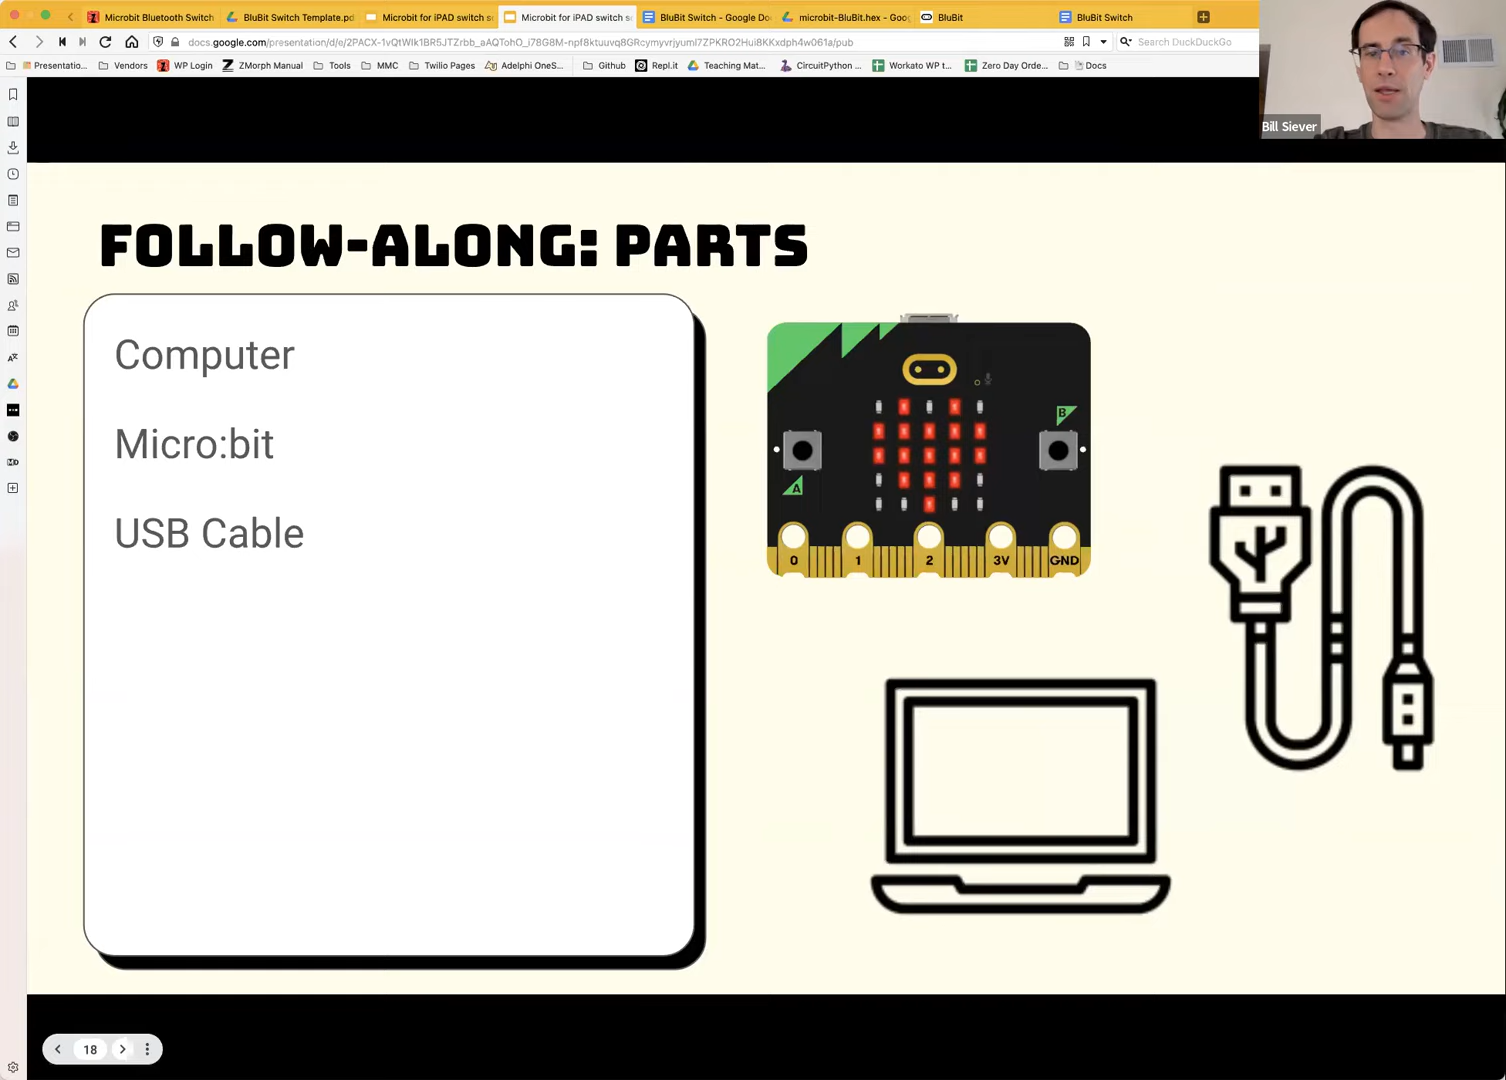 Microbit Bluetooth Switch
BluBit Switch Template.pd
Microbit for iPAD switch s
Microbit for iPAD switch s
BluBit Switch - Google Do
microbit-BluBit.hex - Goo
BluBit
BluBit Switch
Search DuckDuckGo
Presentatio...
Vendors
WP Login
ZMorph Manual
Tools
MMC
Twilio Pages
Adelphi OneS...
Github
Repl.it
Teaching Mat...
CircuitPython ...
Workato WP t...
Zero Day Orde...
Docs
Bill Siever
FOLLOW-ALONG: PARTS
Computer
Micro:bit
USB Cable
B
A
0 1 2 3V GND
18